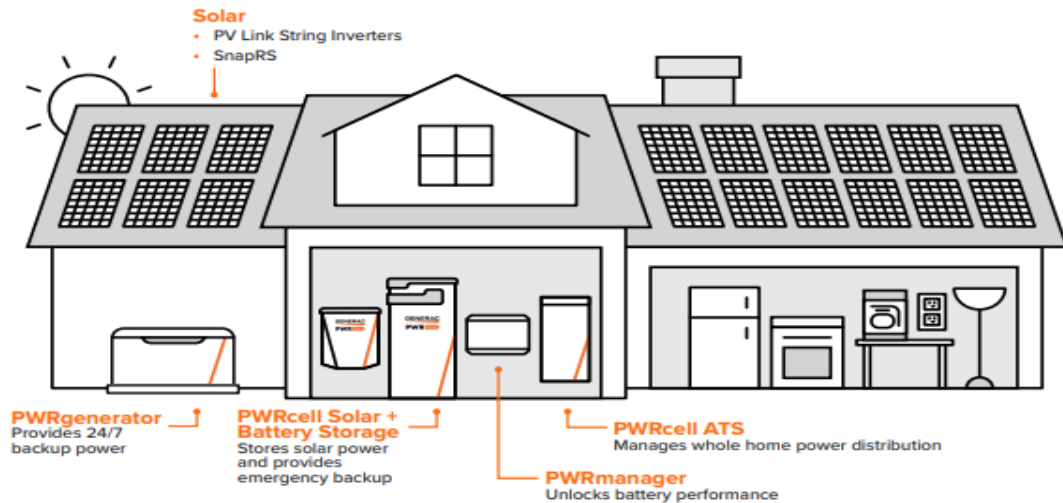 Solar
• PV Link String Inverters
• SnapRS
GENERAC
PWR
GENERAC
PWR
PWRgenerator
Provides 24/7
backup power
PWRcell Solar +
Battery Storage
Stores solar power
and provides
emergency backup
PWRmanager
Unlocks battery performance
PWRcell ATS
Manages whole home power distribution